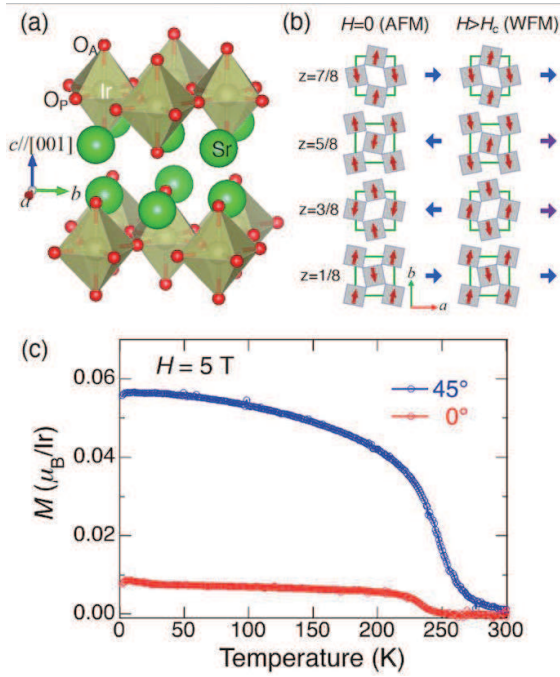 (a)
O_A
O_P
Ir
Sr
c//[001]
a
b
(b)
H=0 (AFM)
H>H_c (WFM)
z=7/8
z=5/8
z=3/8
z=1/8
b
a
(c)
H = 5 T
45°
0°
M (μ_B/Ir)
0.06
0.04
0.02
0.00
0
50
100
150
200
250
300
Temperature (K)